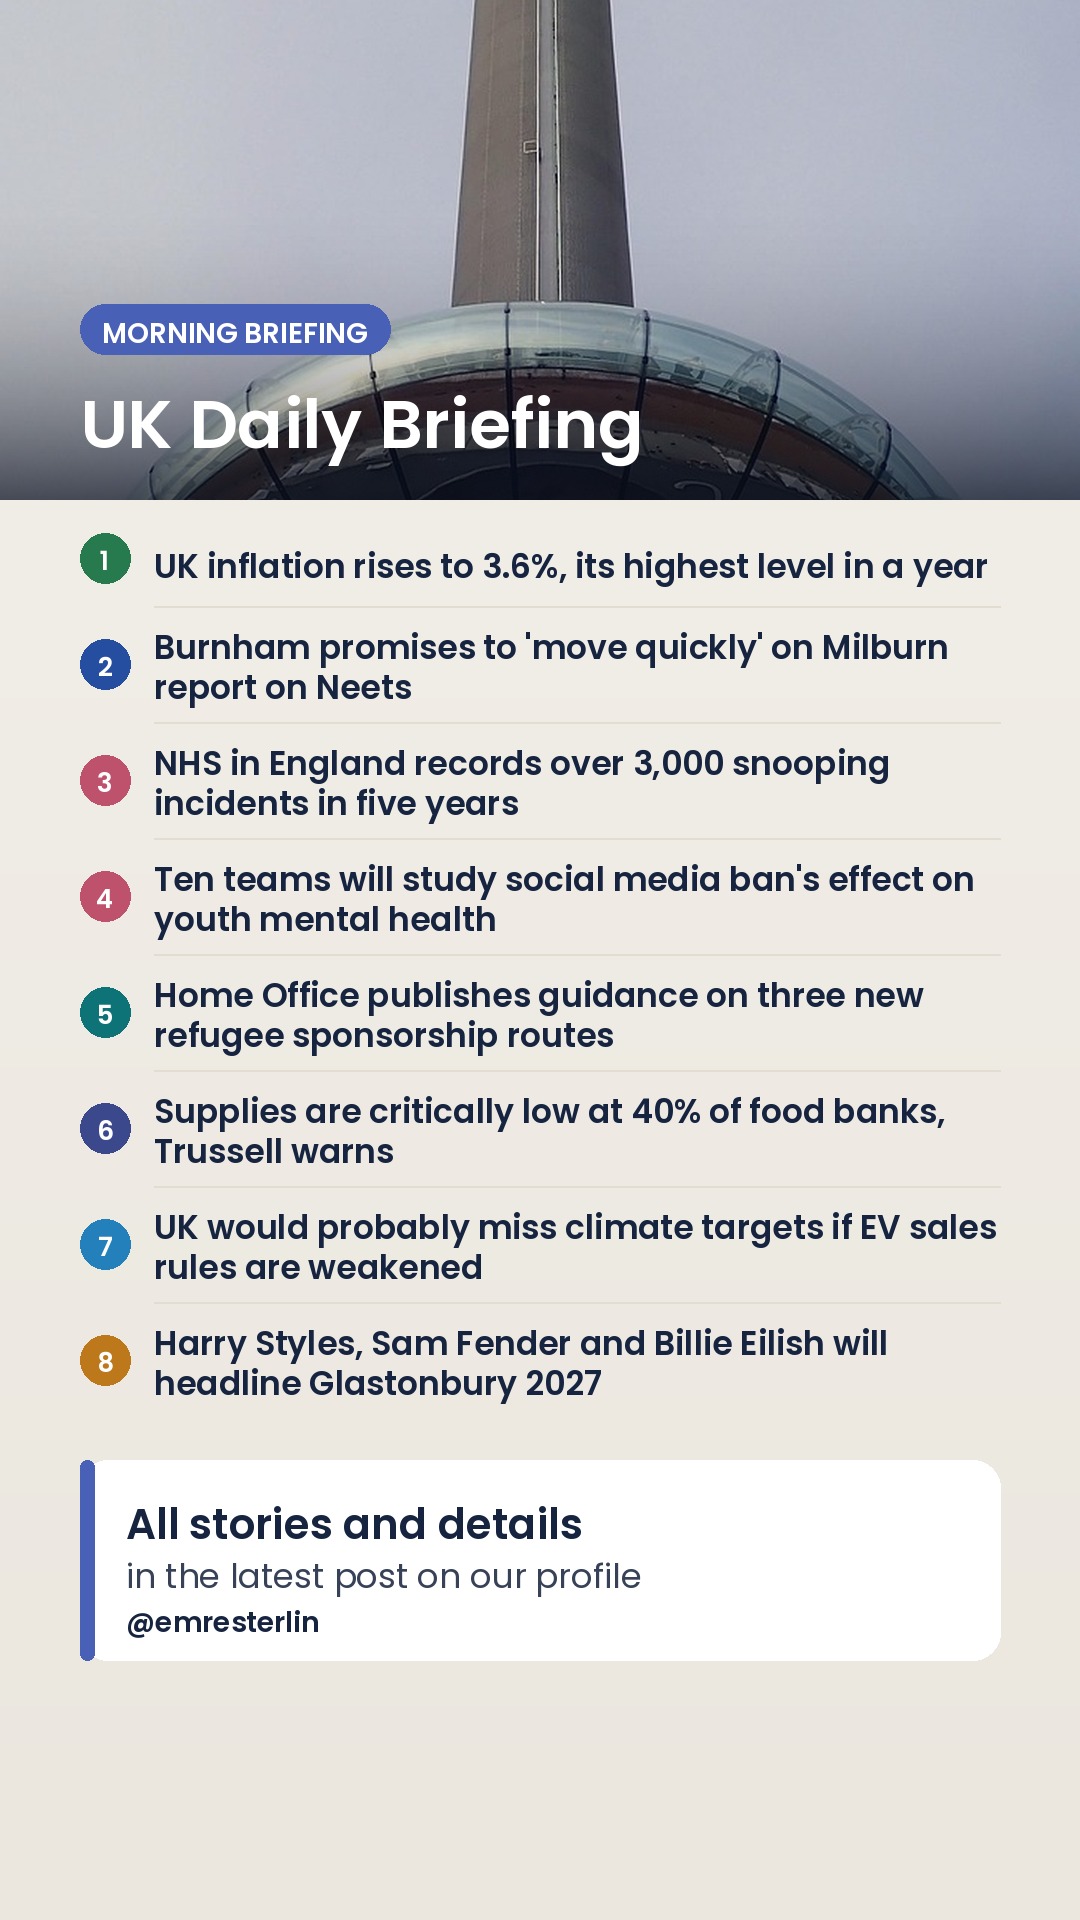 MORNING BRIEFING
UK Daily Briefing
1
UK inflation rises to 3.6%, its highest level in a year
2
Burnham promises to 'move quickly' on Milburn
report on Neets
3
NHS in England records over 3,000 snooping
incidents in five years
4
Ten teams will study social media ban's effect on
youth mental health
5
Home Office publishes guidance on three new
refugee sponsorship routes
6
Supplies are critically low at 40% of food banks,
Trussell warns
7
UK would probably miss climate targets if EV sales
rules are weakened
8
Harry Styles, Sam Fender and Billie Eilish will
headline Glastonbury 2027
All stories and details
in the latest post on our profile
@emresterlin